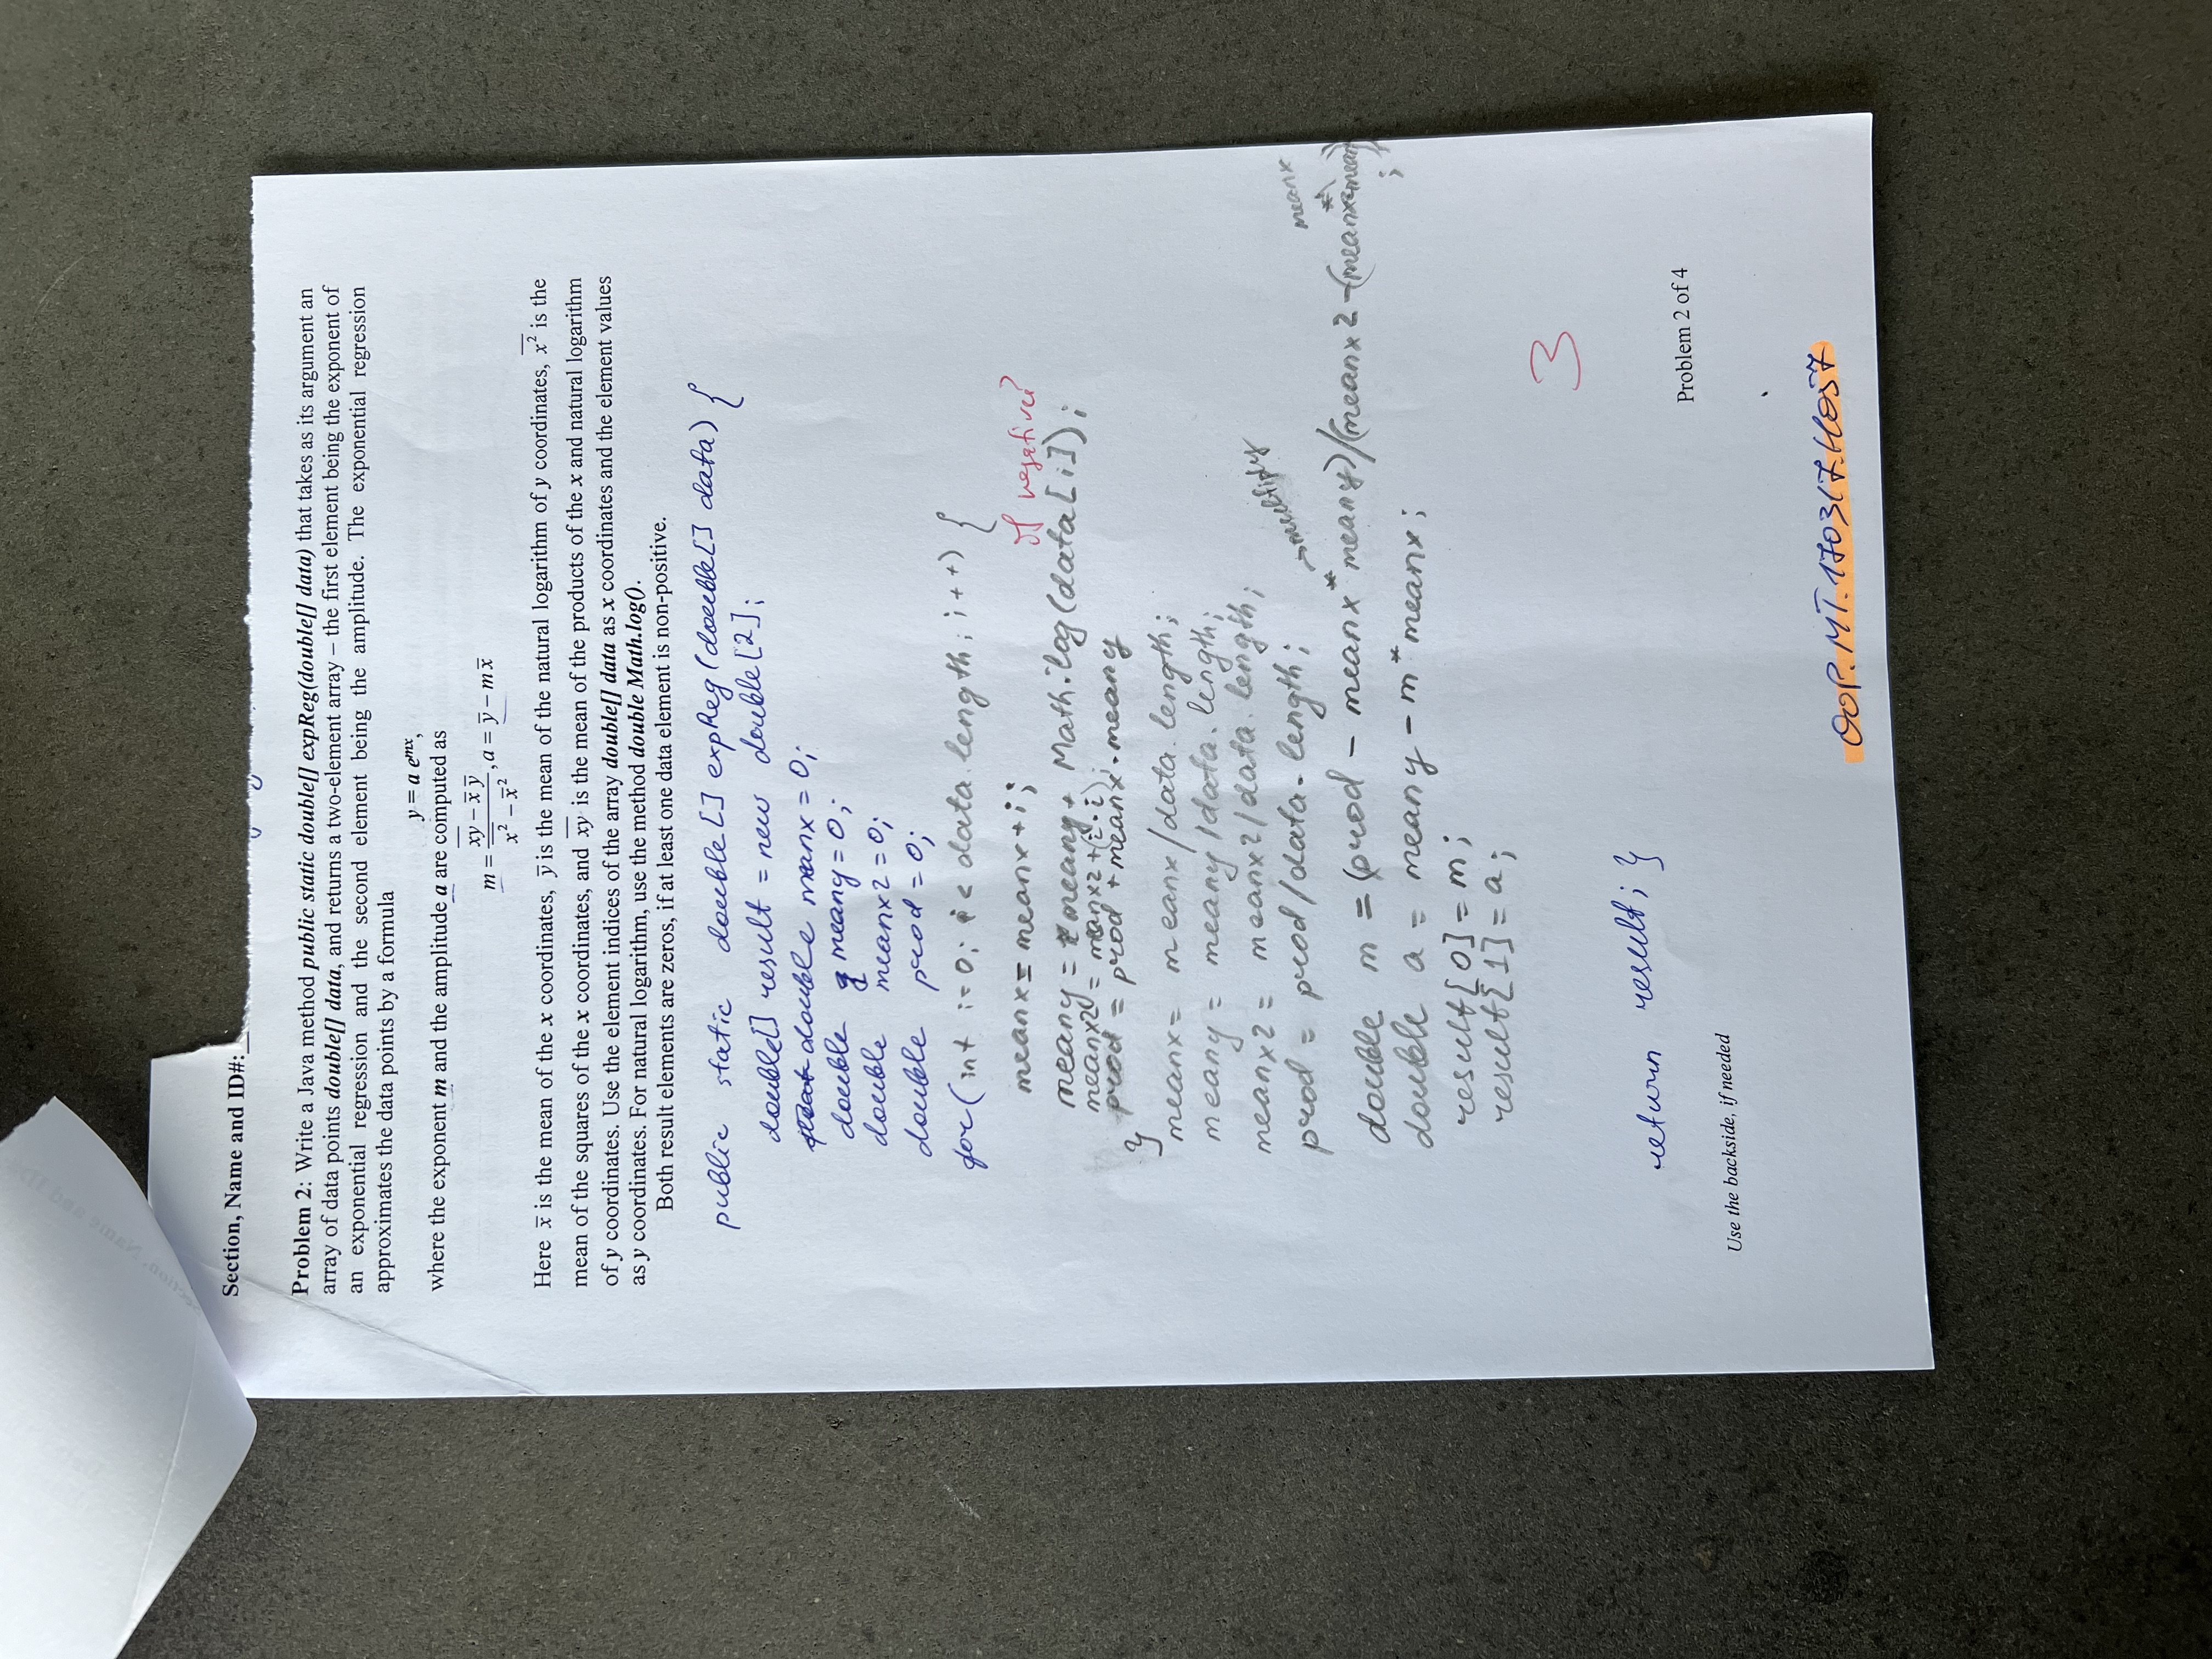 Section, Name and ID#:
Problem 2: Write a Java method public static double[] expReg(double[] data) that takes as its argument an
array of data points double[] data, and returns a two-element array – the first element being the exponent of
an exponential regression and the second element being the amplitude. The exponential regression
approximates the data points by a formula
y = a e^{mx},
where the exponent m and the amplitude a are computed as
m = \frac{\overline{xy} - \bar{x}\,\bar{y}}{\overline{x^2} - \bar{x}^2}, a = \bar{y} - m\bar{x}
Here \bar{x} is the mean of the x coordinates, \bar{y} is the mean of the natural logarithm of y coordinates, \overline{x^2} is the
mean of the squares of the x coordinates, and \overline{xy} is the mean of the products of the x and natural logarithm
of y coordinates. Use the element indices of the array double[] data as x coordinates and the element values
as y coordinates. For natural logarithm, use the method double Math.log().
Both result elements are zeros, if at least one data element is non-positive.
public static double[] expReg(double[] data) {
double[] result = new double[2];
double meanx = 0;
double meany = 0;
double meanx2 = 0;
double prod = 0;
for(int i=0; i < data.length; i++) {
meanx = meanx+i;
If negative?
meany = meany + Math.log(data[i]);
meanx2 = meanx2 + (i·i);
prod = prod + meanx · meany
}
meanx = meanx/data.length;
meany = meany/data.length;
meanx2 = meanx2/data.length;
prod = prod/data.length;
→ multiply
meanx
double m = (prod - meanx * meany)/(meanx2 - (meanx*
;
double a = meany - m * meanx;
result[0] = m;
result[1] = a;
3
return result; }
Problem 2 of 4
Use the backside, if needed
OOP.MT.170317.H057